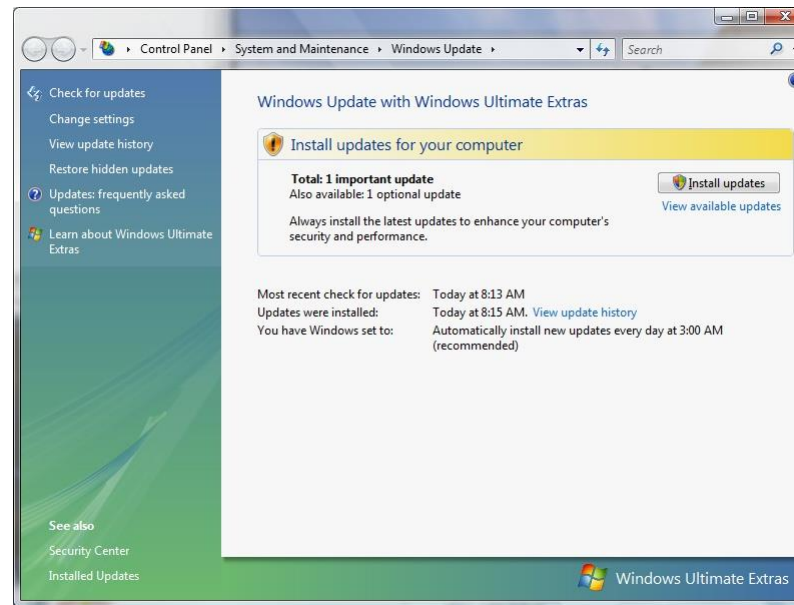 Control Panel
System and Maintenance
Windows Update
Search
Check for updates
Change settings
View update history
Restore hidden updates
Updates: frequently asked
questions
Learn about Windows Ultimate
Extras
Windows Update with Windows Ultimate Extras
Install updates for your computer
Total: 1 important update
Also available: 1 optional update
Always install the latest updates to enhance your computer's
security and performance.
Install updates
View available updates
Most recent check for updates: Today at 8:13 AM
Updates were installed: Today at 8:15 AM. View update history
You have Windows set to: Automatically install new updates every day at 3:00 AM
(recommended)
See also
Security Center
Installed Updates
Windows Ultimate Extras